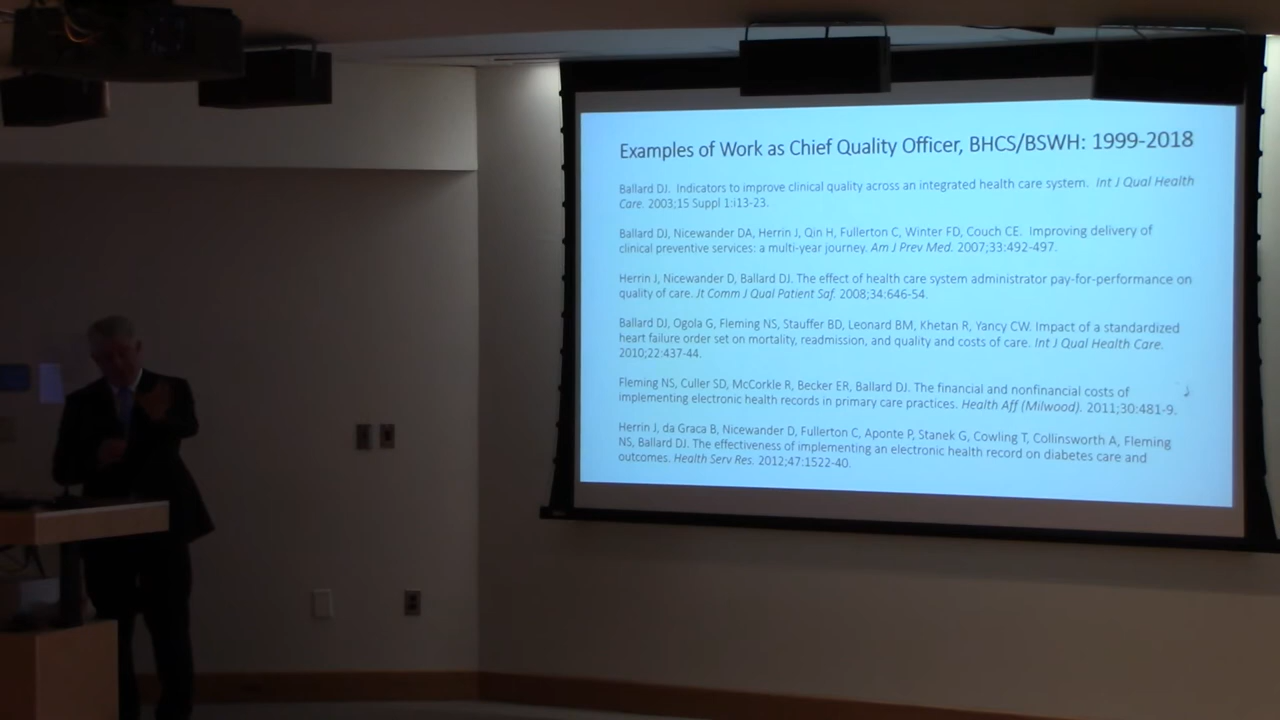 Examples of Work as Chief Quality Officer, BHCS/BSWH: 1999-2018
Ballard DJ. Indicators to improve clinical quality across an integrated health care system. Int J Qual Health
Care. 2003;15 Suppl 1:i13-23.
Ballard DJ, Nicewander DA, Herrin J, Qin H, Fullerton C, Winter FD, Couch CE. Improving delivery of
clinical preventive services: a multi-year journey. Am J Prev Med. 2007;33:492-497.
Herrin J, Nicewander D, Ballard DJ. The effect of health care system administrator pay-for-performance on
quality of care. Jt Comm J Qual Patient Saf. 2008;34:646-54.
Ballard DJ, Ogola G, Fleming NS, Stauffer BD, Leonard BM, Khetan R, Yancy CW. Impact of a standardized
heart failure order set on mortality, readmission, and quality and costs of care. Int J Qual Health Care.
2010;22:437-44.
Fleming NS, Culler SD, McCorkle R, Becker ER, Ballard DJ. The financial and nonfinancial costs of
implementing electronic health records in primary care practices. Health Aff (Milwood). 2011;30:481-9.
Herrin J, da Graca B, Nicewander D, Fullerton C, Aponte P, Stanek G, Cowling T, Collinsworth A, Fleming
NS, Ballard DJ. The effectiveness of implementing an electronic health record on diabetes care and
outcomes. Health Serv Res. 2012;47:1522-40.